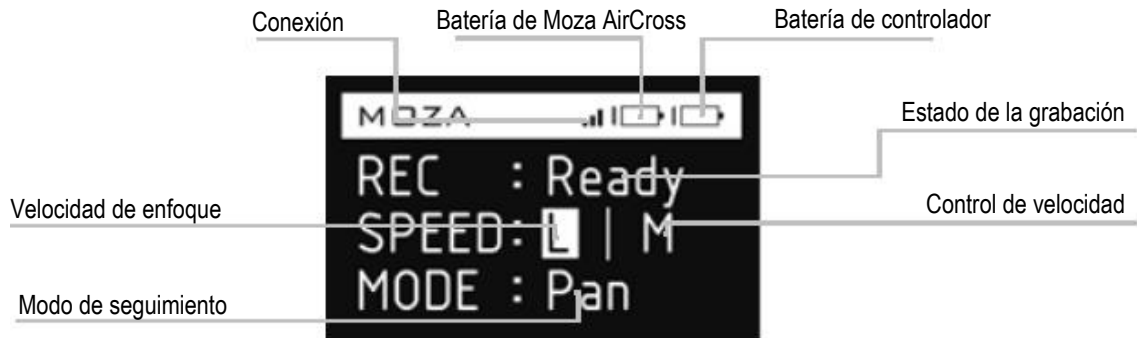 Conexión
Batería de Moza AirCross
Batería de controlador
MOZA
Estado de la grabación
REC : Ready
Velocidad de enfoque
SPEED: L | M
Control de velocidad
MODE : Pan
Modo de seguimiento